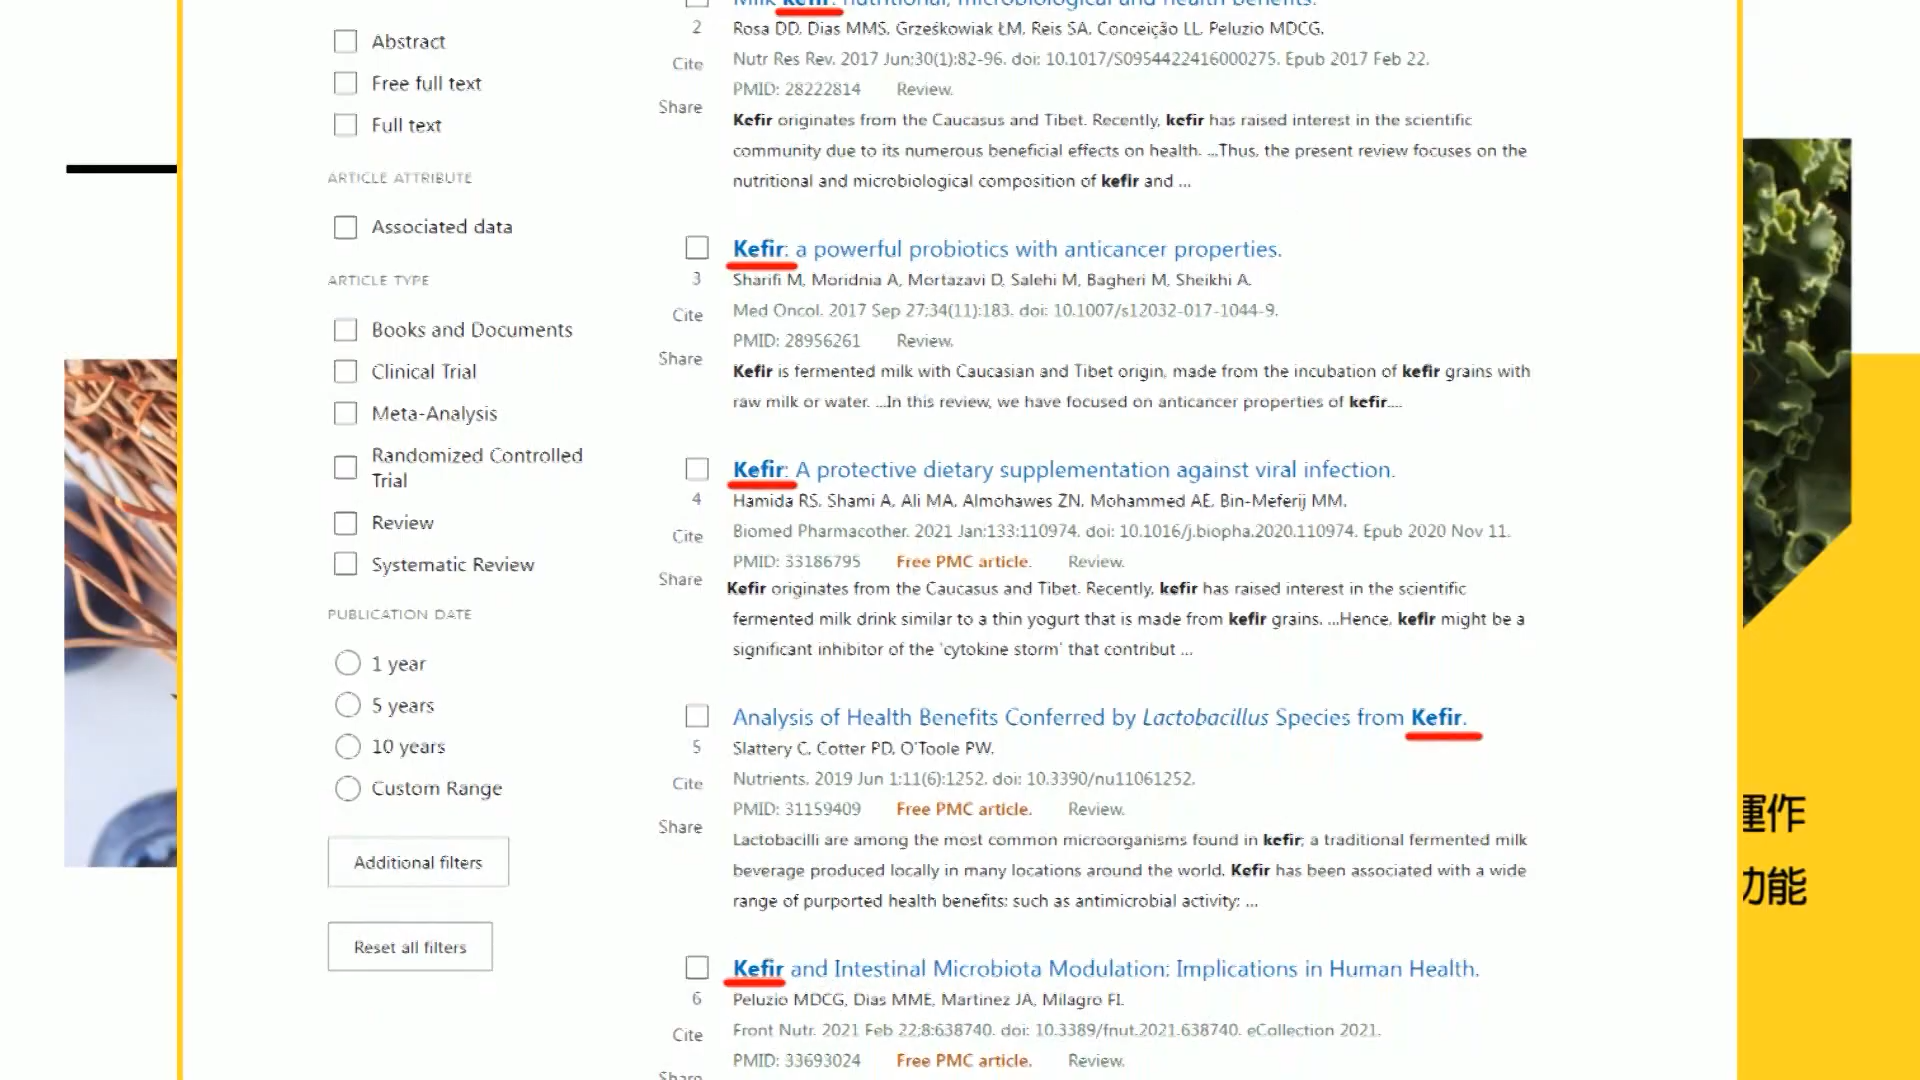 Abstract
Free full text
Full text
ARTICLE ATTRIBUTE
Associated data
ARTICLE TYPE
Books and Documents
Clinical Trial
Meta-Analysis
Randomized Controlled
Trial
Review
Systematic Review
PUBLICATION DATE
1 year
5 years
10 years
Custom Range
Additional filters
Reset all filters
Milk Kefir: nutritional, microbiological and health benefits.
2
Rosa DD, Dias MMS, Grześkowiak ŁM, Reis SA, Conceição LL, Peluzio MDCG.
Cite
Nutr Res Rev. 2017 Jun;30(1):82-96. doi: 10.1017/S0954422416000275. Epub 2017 Feb 22.
PMID: 28222814 Review.
Share
Kefir originates from the Caucasus and Tibet. Recently, kefir has raised interest in the scientific
community due to its numerous beneficial effects on health. ...Thus, the present review focuses on the
nutritional and microbiological composition of kefir and ...
Kefir: a powerful probiotics with anticancer properties.
3
Sharifi M, Moridnia A, Mortazavi D, Salehi M, Bagheri M, Sheikhi A.
Cite
Med Oncol. 2017 Sep 27;34(11):183. doi: 10.1007/s12032-017-1044-9.
PMID: 28956261 Review.
Share
Kefir is fermented milk with Caucasian and Tibet origin, made from the incubation of kefir grains with
raw milk or water. ...In this review, we have focused on anticancer properties of kefir....
Kefir: A protective dietary supplementation against viral infection.
4
Hamida RS, Shami A, Ali MA, Almohawes ZN, Mohammed AE, Bin-Meferij MM.
Cite
Biomed Pharmacother. 2021 Jan;133:110974. doi: 10.1016/j.biopha.2020.110974. Epub 2020 Nov 11.
PMID: 33186795 Free PMC article. Review.
Share
Kefir originates from the Caucasus and Tibet. Recently, kefir has raised interest in the scientific
fermented milk drink similar to a thin yogurt that is made from kefir grains. ...Hence, kefir might be a
significant inhibitor of the 'cytokine storm' that contribut ...
Analysis of Health Benefits Conferred by Lactobacillus Species from Kefir.
5
Slattery C, Cotter PD, O'Toole PW.
Cite
Nutrients. 2019 Jun 1;11(6):1252. doi: 10.3390/nu11061252.
PMID: 31159409 Free PMC article. Review.
Share
Lactobacilli are among the most common microorganisms found in kefir; a traditional fermented milk
beverage produced locally in many locations around the world. Kefir has been associated with a wide
range of purported health benefits; such as antimicrobial activity; ...
Kefir and Intestinal Microbiota Modulation: Implications in Human Health.
6
Peluzio MDCG, Dias MME, Martinez JA, Milagro FI.
Cite
Front Nutr. 2021 Feb 22;8:638740. doi: 10.3389/fnut.2021.638740. eCollection 2021.
PMID: 33693024 Free PMC article. Review.
Share
運作
功能